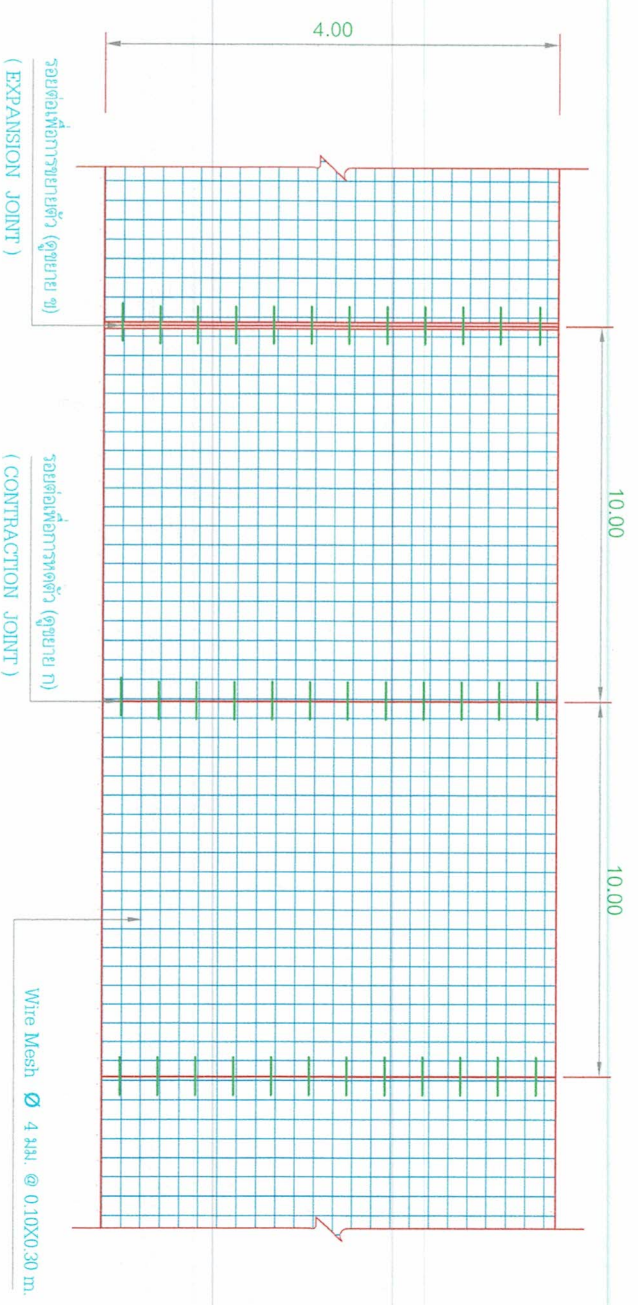 4.00
10.00
10.00
รอยต่อเพื่อการขยายตัว (ดูขยาย ข)
( EXPANSION JOINT )
รอยต่อเพื่อการหดตัว (ดูขยาย ก)
( CONTRACTION JOINT )
Wire Mesh Ø 4 มม. @ 0.10X0.30 m.